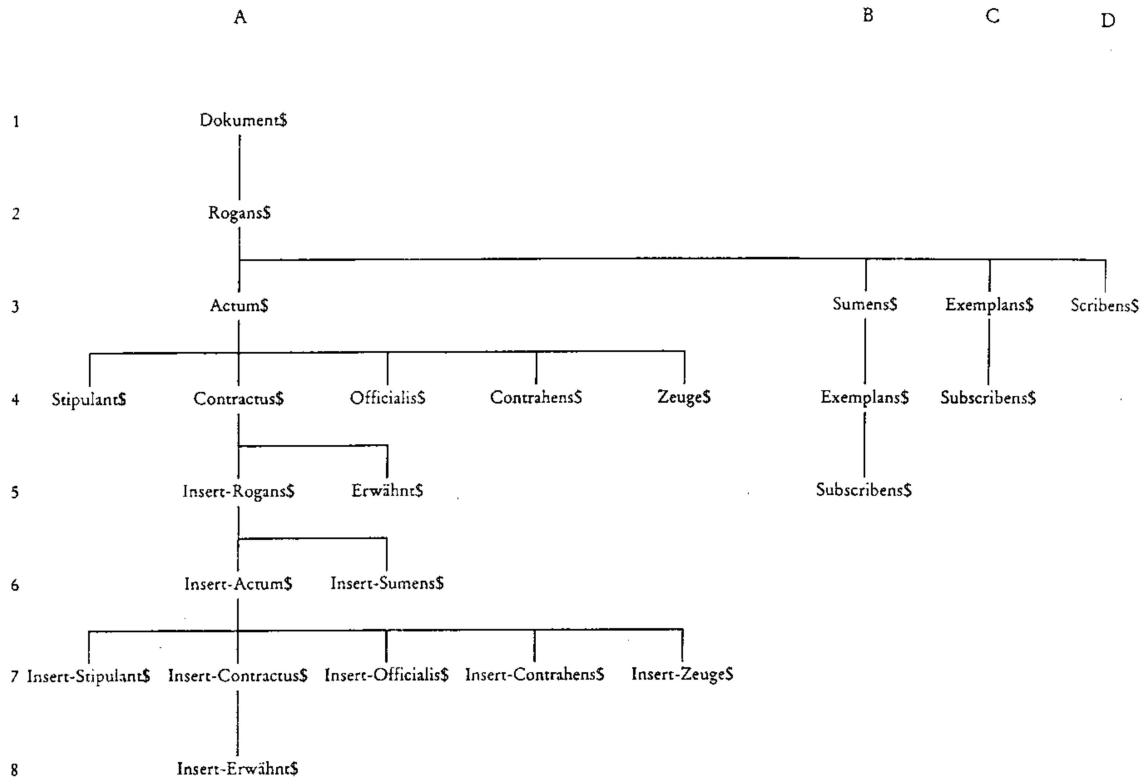 A B C D
1 Dokument$
2 Rogans$
3 Actum$ Sumens$ Exemplans$ Scribens$
4 Stipulant$ Contractus$ Officialis$ Contrahens$ Zeuge$ Exemplans$ Subscribens$
5 Insert-Rogans$ Erwähnt$ Subscribens$
6 Insert-Actum$ Insert-Sumens$
7 Insert-Stipulant$ Insert-Contractus$ Insert-Officialis$ Insert-Contrahens$ Insert-Zeuge$
8 Insert-Erwähnt$